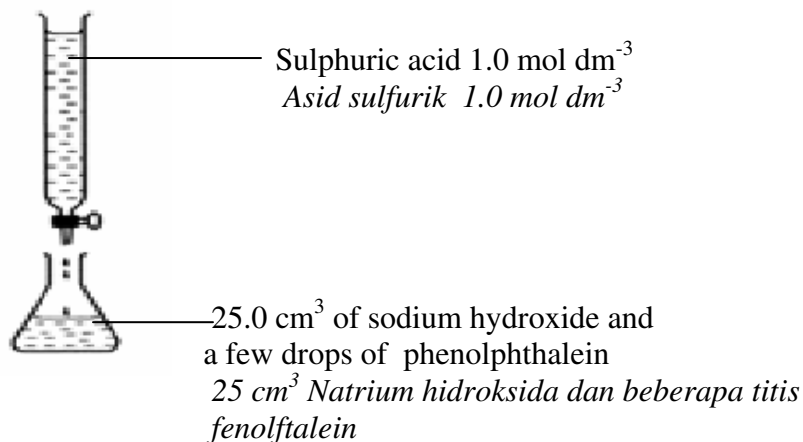 Sulphuric acid 1.0 mol dm⁻³
Asid sulfurik 1.0 mol dm⁻³
25.0 cm³ of sodium hydroxide and
a few drops of phenolphthalein
25 cm³ Natrium hidroksida dan beberapa titis
fenolftalein